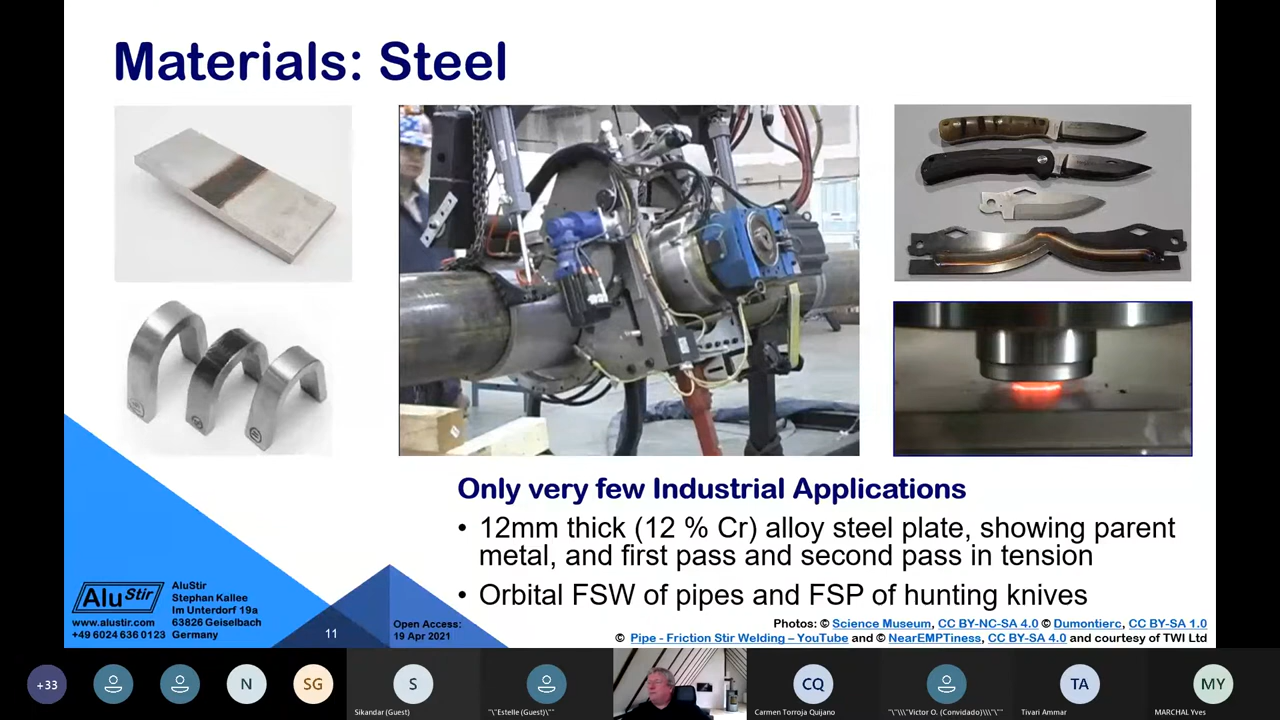 Materials: Steel
Only very few Industrial Applications
• 12mm thick (12 % Cr) alloy steel plate, showing parent
metal, and first pass and second pass in tension
• Orbital FSW of pipes and FSP of hunting knives
AluStir
www.alustir.com
+49 6024 636 0123
AluStir
Stephan Kallee
Im Unterdorf 19a
63826 Geiselbach
Germany
11
Open Access:
19 Apr 2021
Photos: © Science Museum, CC BY-NC-SA 4.0 © Dumontierc, CC BY-SA 1.0
© Pipe - Friction Stir Welding – YouTube and © NearEMPTiness, CC BY-SA 4.0 and courtesy of TWI Ltd
+33
N
SG
S
Sikandar (Guest)
"\"Estelle (Guest)\""
CQ
Carmen Torroja Quijano
"\"\\\"Victor O. (Convidado)\\\"\""
TA
Tivari Ammar
MY
MARCHAL Yves